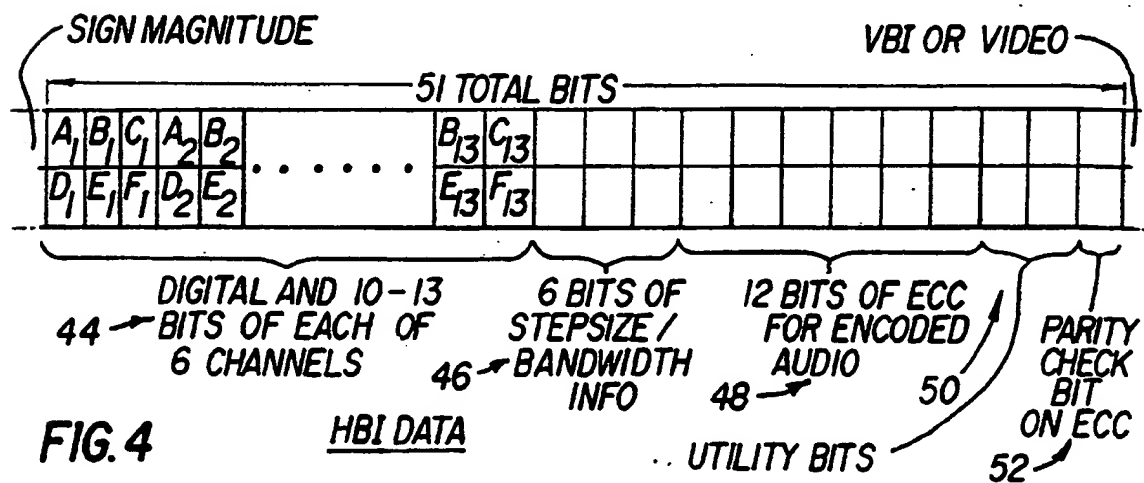 SIGN MAGNITUDE
VBI OR VIDEO
51 TOTAL BITS
A1 B1 C1 A2 B2 · · · · · · B13 C13
D1 E1 F1 D2 E2 E13 F13
DIGITAL AND 10-13
44 BITS OF EACH OF
6 CHANNELS
6 BITS OF
STEPSIZE /
46 BANDWIDTH
INFO
12 BITS OF ECC
FOR ENCODED
AUDIO
48
50
UTILITY BITS
PARITY
CHECK
BIT
ON ECC
52
FIG. 4
HBI DATA